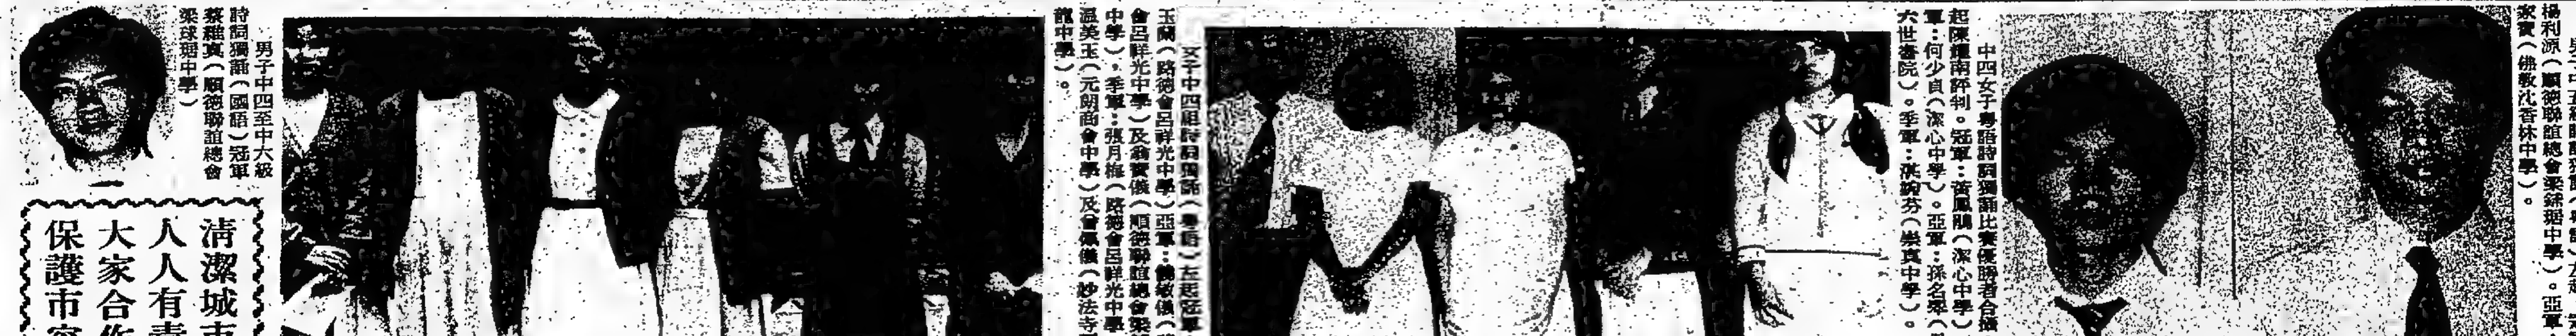 楊利源（順德聯誼總會梁銶琚中學）。亞軍
家寶（佛教沈香林中學）。
中四女子粵語詩詞獨誦比賽優勝者合攝
起陳耀南評判。冠軍：黃鳳鵑（潔心中學）
軍：何少貞（潔心中學）。亞軍：孫名翠（
六世書院）。季軍：湛婉芬（崇真中學）。
女子中四組詩詞獨誦（粵語）左起冠軍
玉蘭（路德會呂祥光中學）亞軍：敏儀（
會呂祥光中學）及翁寶儀（順德聯誼總會梁
中學），季軍：張月梅（路德會呂祥光中學
溫美玉（元朗商會中學）及曾佩儀（妙法寺
龍中學）。
男子中四至中六級
詩詞獨誦（國語）冠軍
蔡維真（順德聯誼總會
梁銶琚中學）
清潔城市
人人有責
大家合作
保護市容